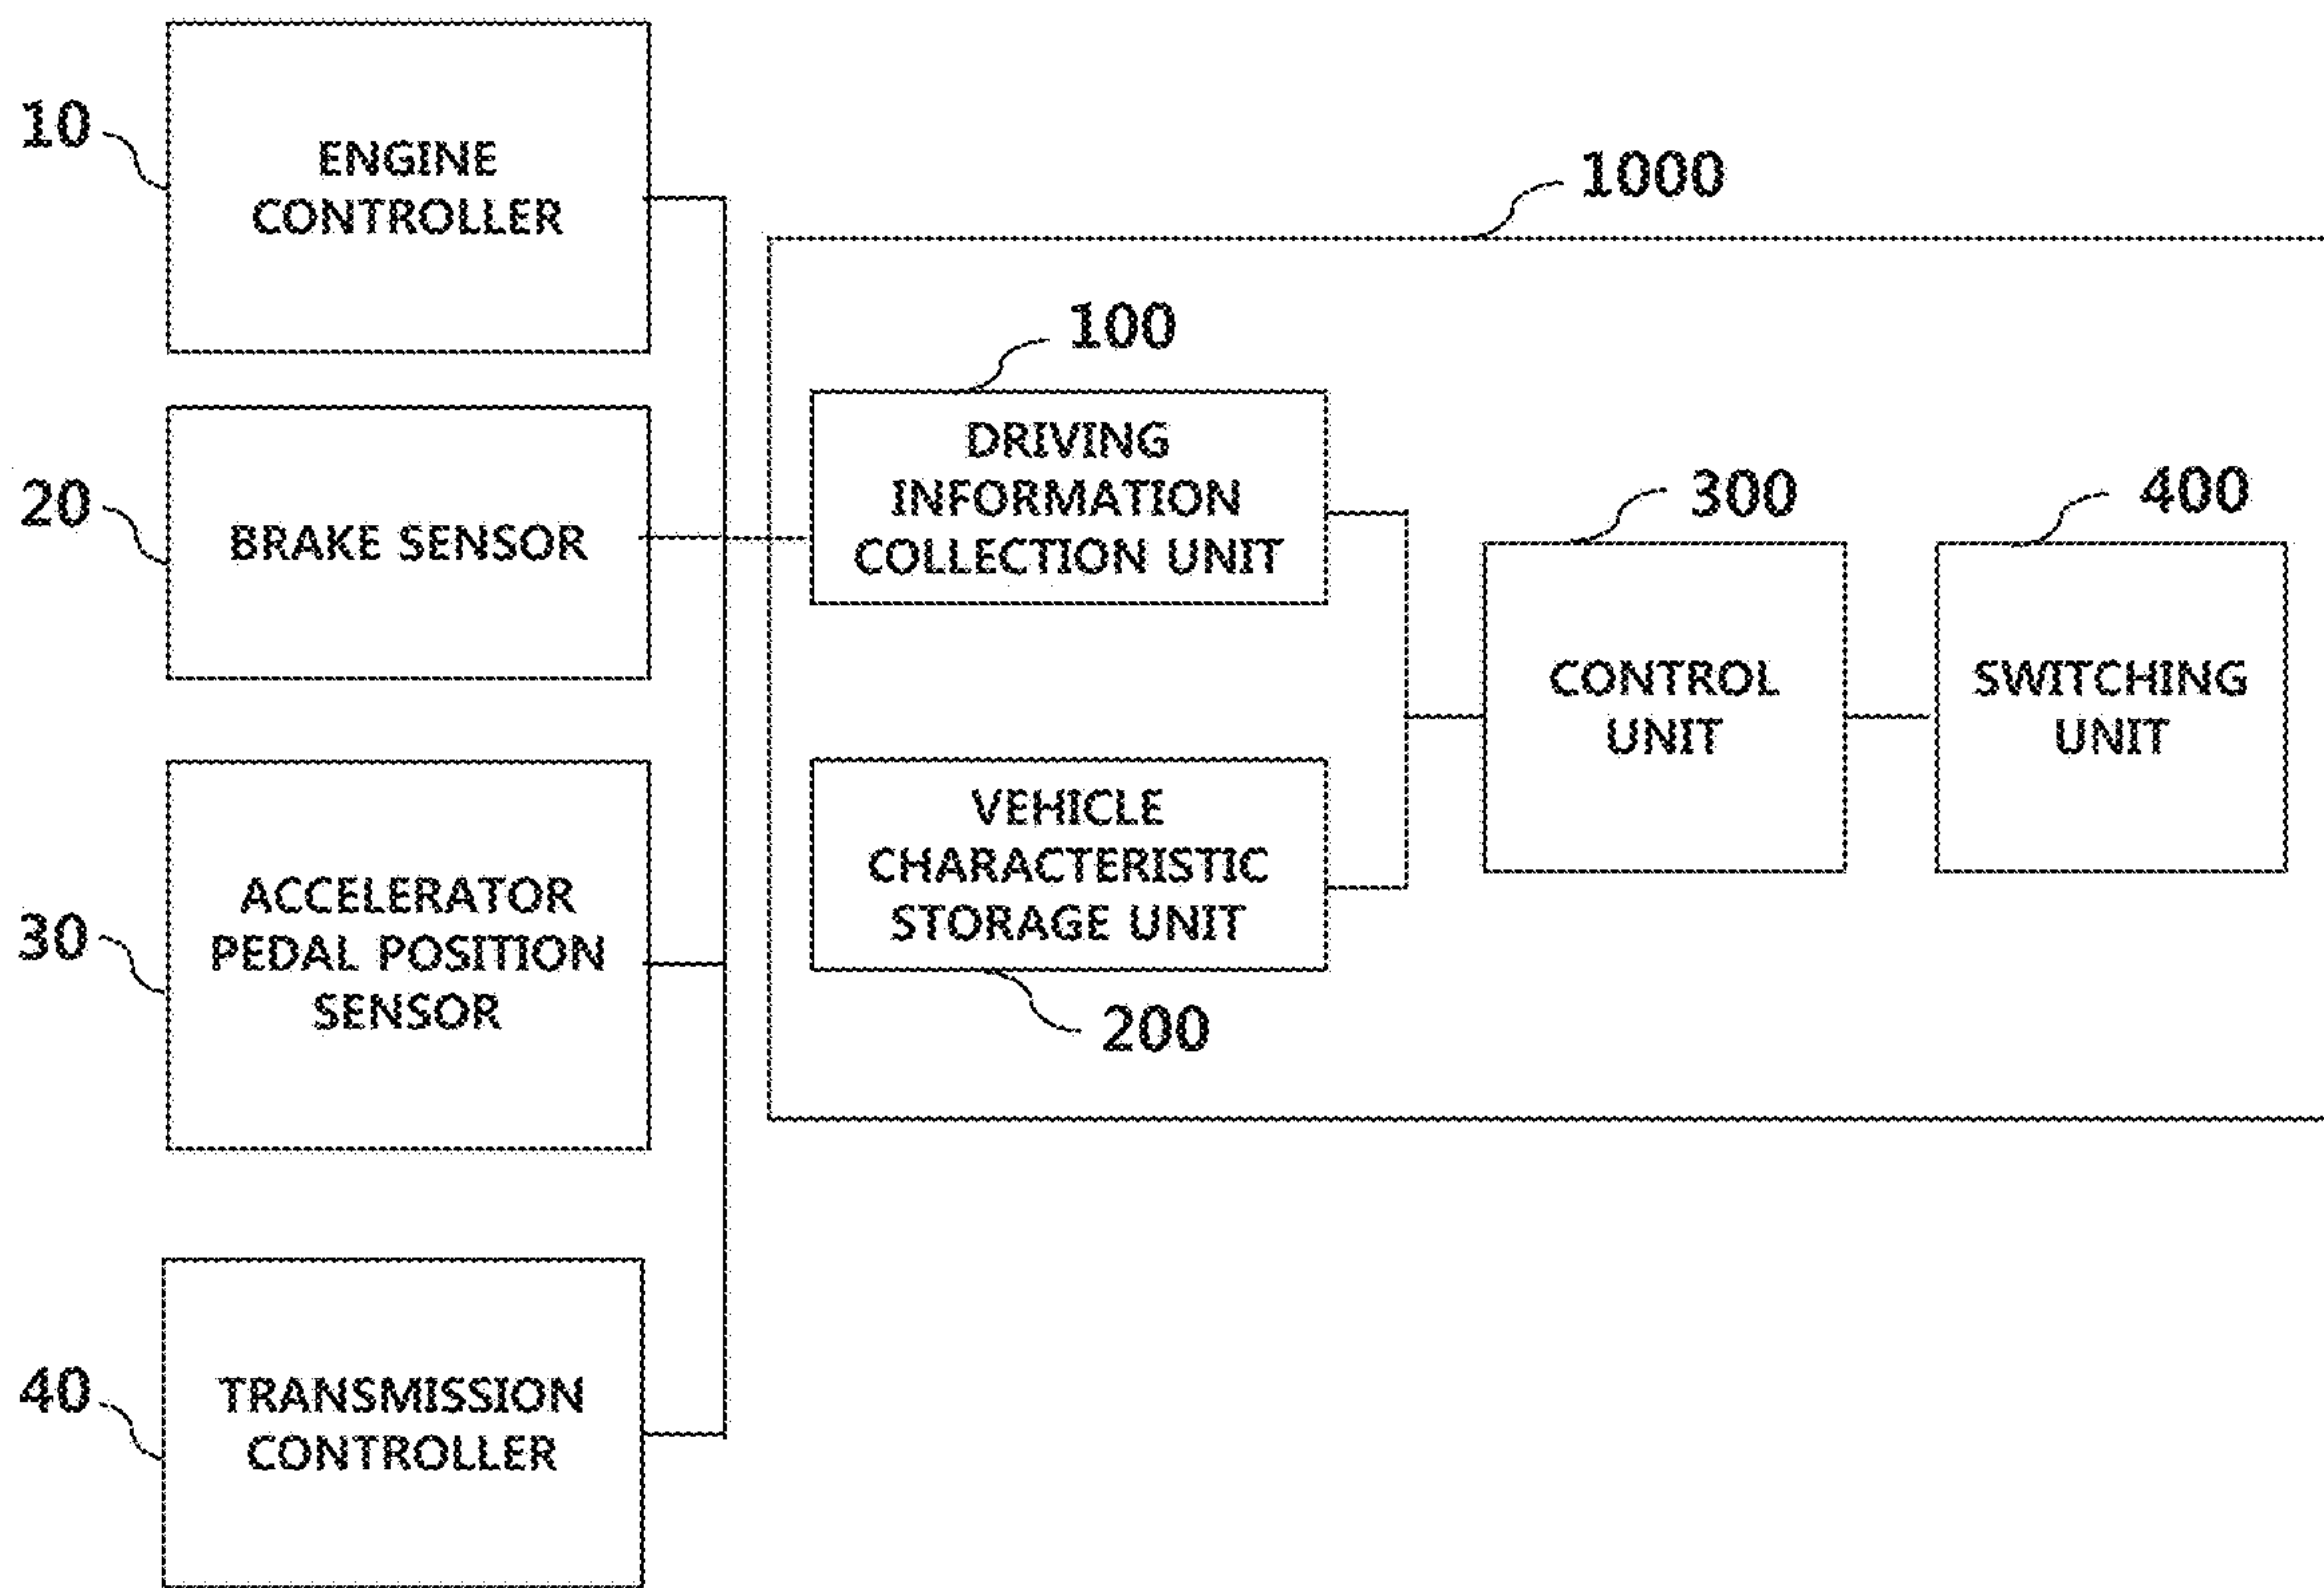 10
ENGINE
CONTROLLER
1000
100
DRIVING
INFORMATION
COLLECTION UNIT
20
BRAKE SENSOR
300
400
CONTROL
UNIT
SWITCHING
UNIT
VEHICLE
CHARACTERISTIC
STORAGE UNIT
200
30
ACCELERATOR
PEDAL POSITION
SENSOR
40
TRANSMISSION
CONTROLLER